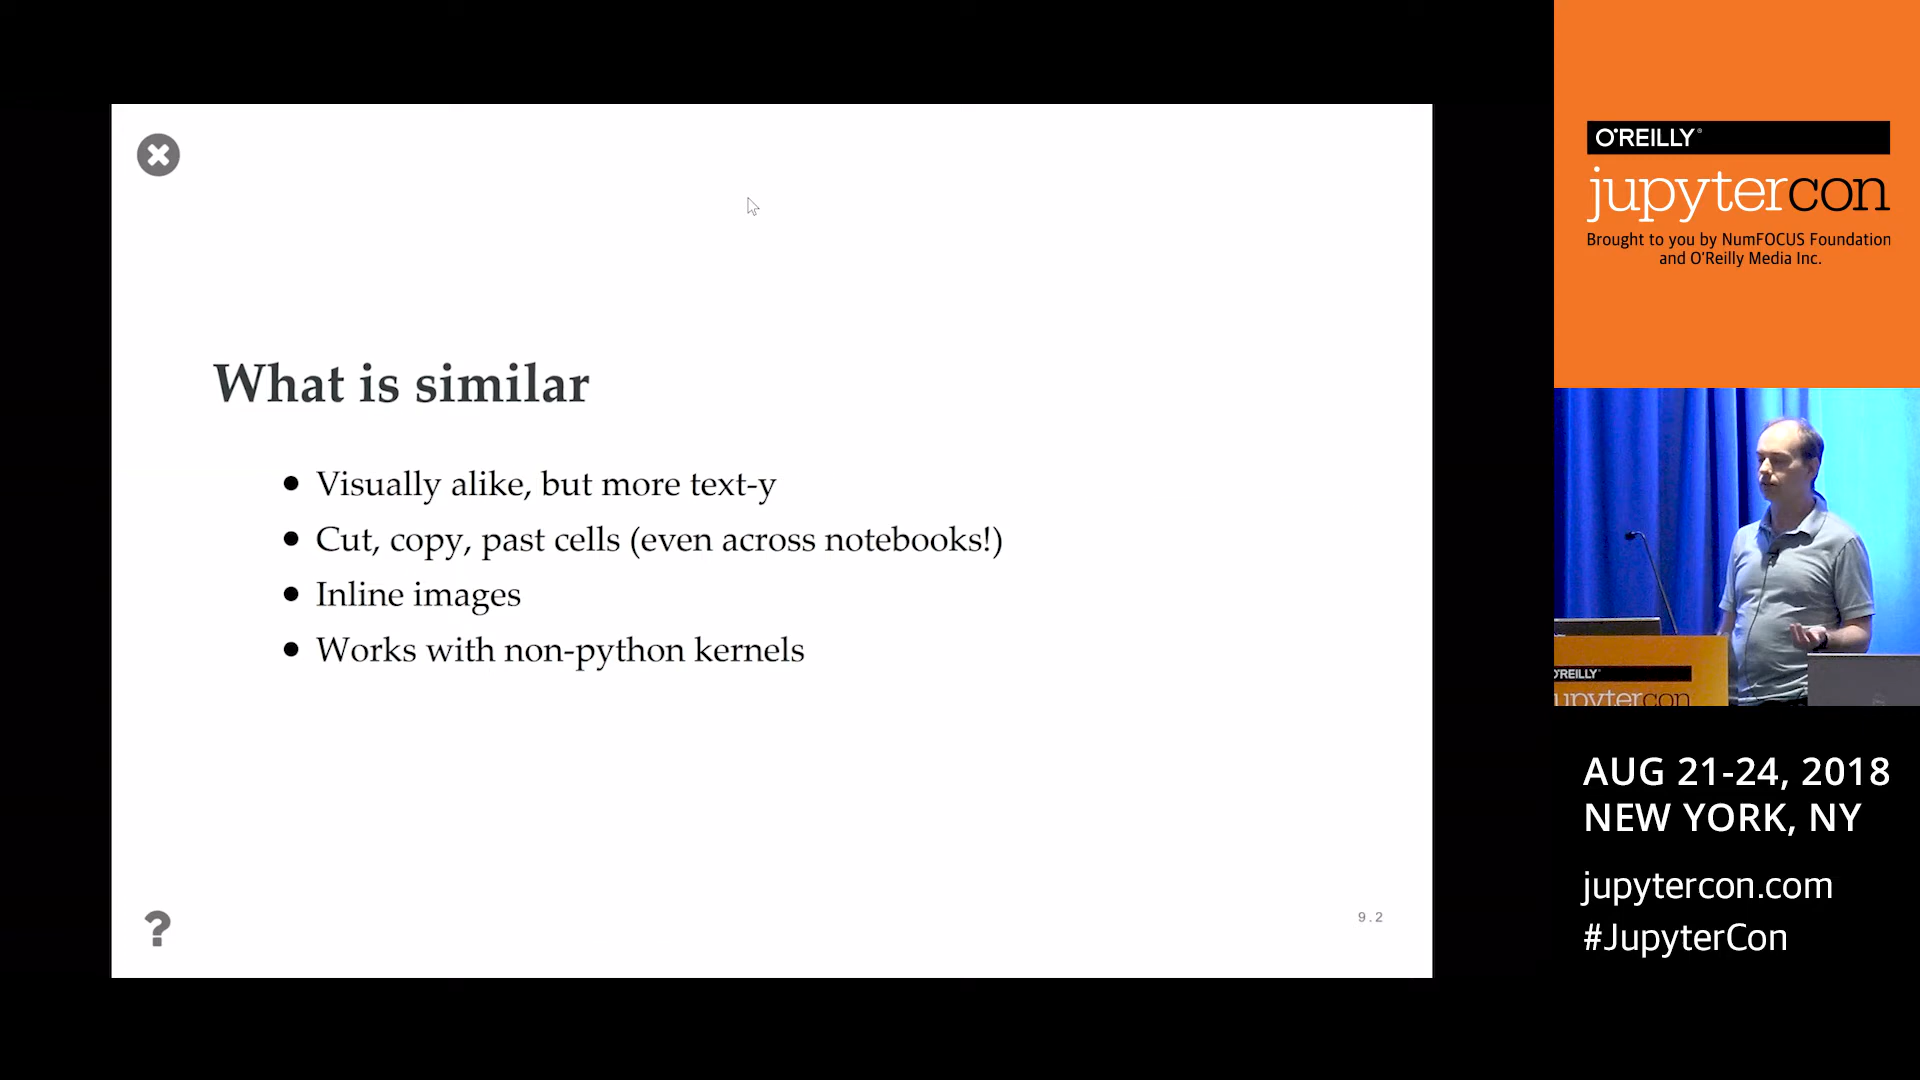 What is similar
Visually alike, but more text-y
Cut, copy, past cells (even across notebooks!)
Inline images
Works with non-python kernels
9.2
O'REILLY®
jupytercon
Brought to you by NumFOCUS Foundation
and O'Reilly Media Inc.
O'REILLY®
jupytercon
AUG 21-24, 2018
NEW YORK, NY
jupytercon.com
#JupyterCon